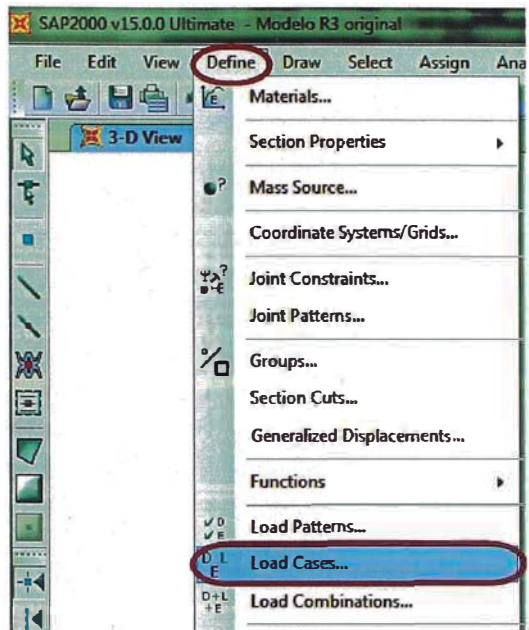 SAP2000 v15.0.0 Ultimate - Modelo R3 original
File Edit View Define Draw Select Assign Ana
3-D View
Materials...
Section Properties
Mass Source...
Coordinate Systems/Grids...
Joint Constraints...
Joint Patterns...
Groups...
Section Cuts...
Generalized Displacements...
Functions
Load Patterns...
Load Cases...
Load Combinations...